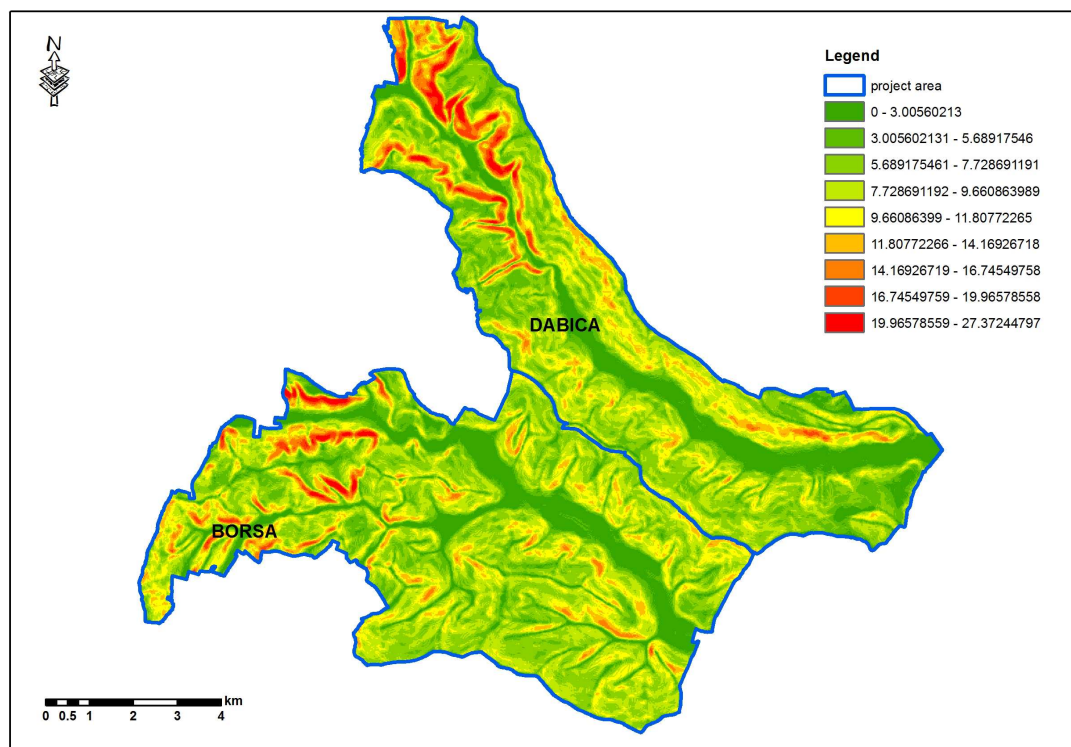 N
Legend
project area
0 - 3.00560213
3.005602131 - 5.68917546
5.689175461 - 7.728691191
7.728691192 - 9.660863989
9.66086399 - 11.80772265
11.80772266 - 14.16926718
14.16926719 - 16.74549758
16.74549759 - 19.96578558
19.96578559 - 27.37244797
DABICA
BORSA
km
0 0.5 1 2 3 4